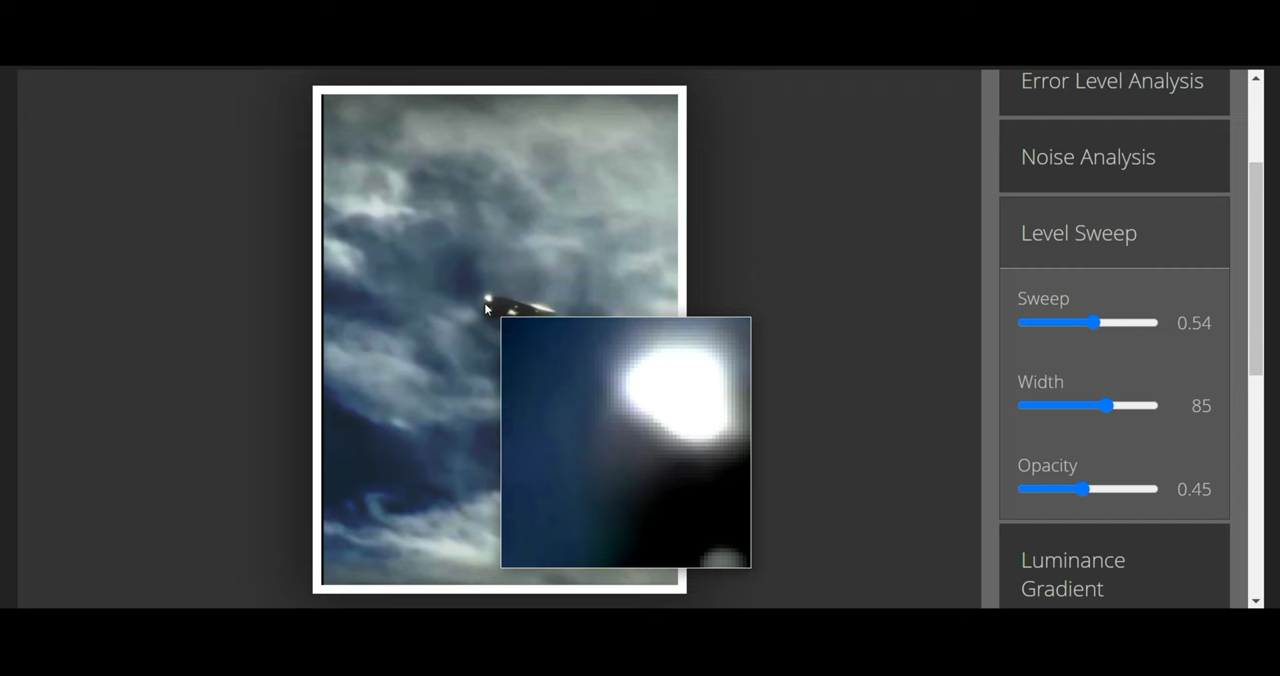 Error Level Analysis
Noise Analysis
Level Sweep
Sweep
0.54
Width
85
Opacity
0.45
Luminance
Gradient